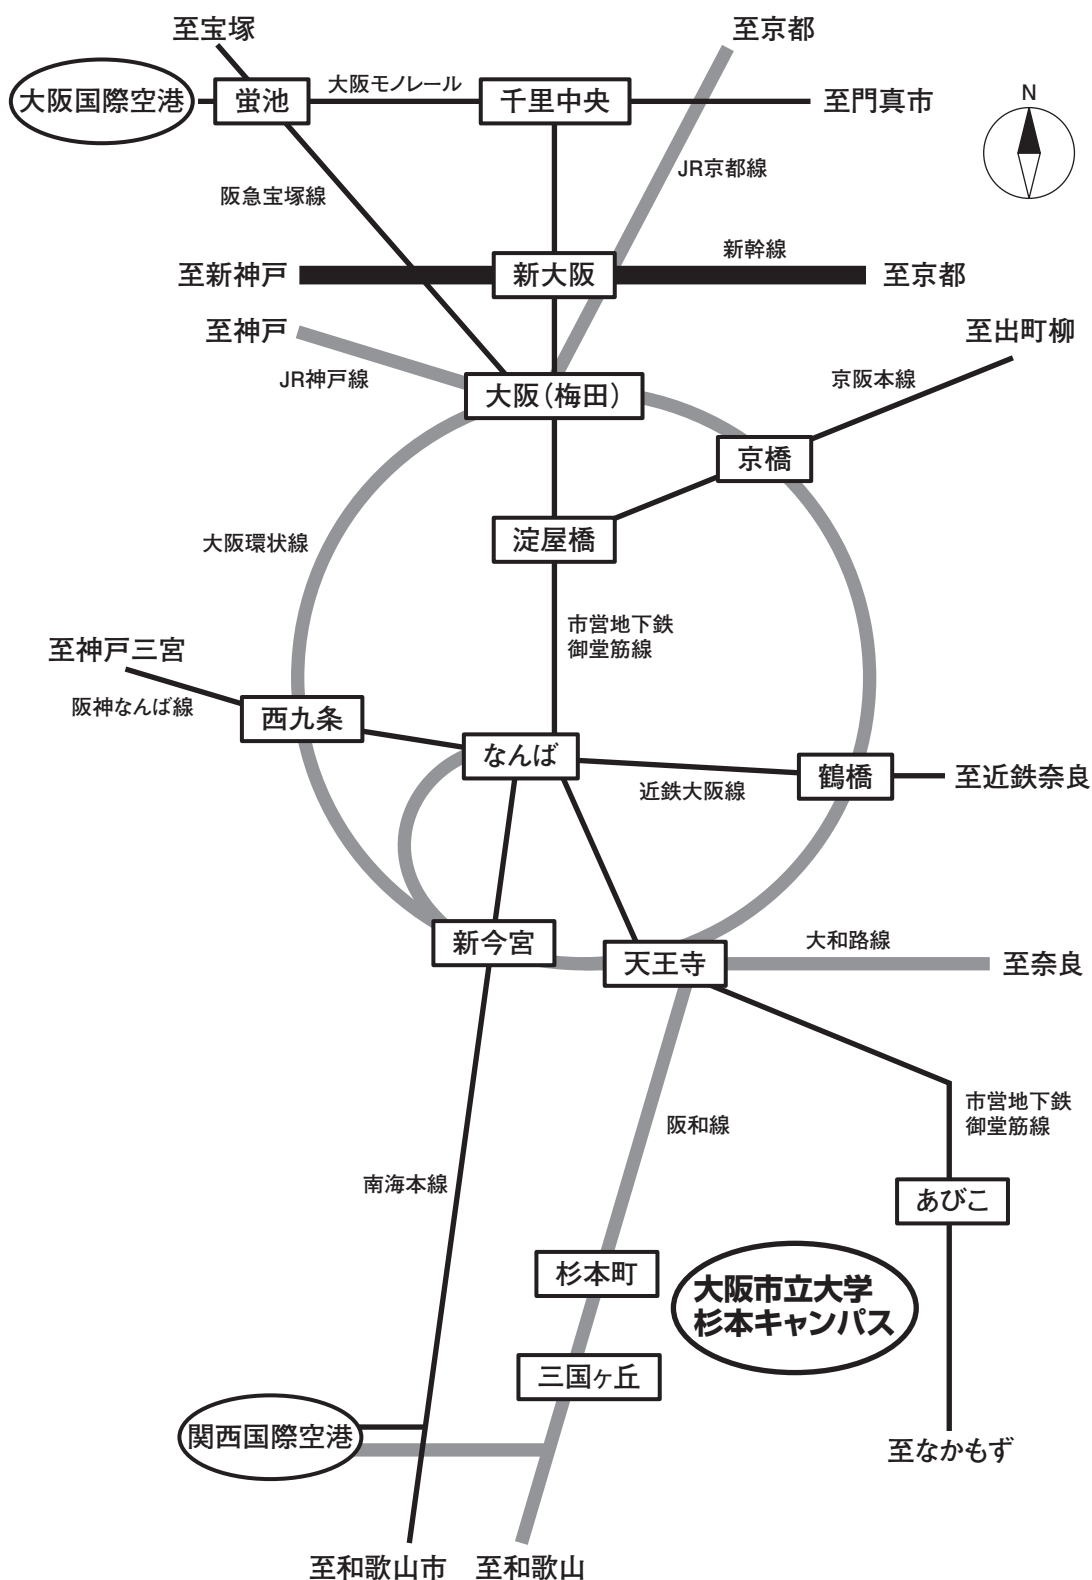 至宝塚
至京都
大阪国際空港
蛍池
大阪モノレール
千里中央
至門真市
N
JR京都線
阪急宝塚線
至新神戸
新大阪
新幹線
至京都
至神戸
至出町柳
JR神戸線
大阪（梅田）
京阪本線
京橋
大阪環状線
淀屋橋
市営地下鉄
御堂筋線
至神戸三宮
阪神なんば線
西九条
なんば
近鉄大阪線
鶴橋
至近鉄奈良
新今宮
天王寺
大和路線
至奈良
阪和線
市営地下鉄
御堂筋線
南海本線
あびこ
杉本町
大阪市立大学
杉本キャンパス
三国ヶ丘
関西国際空港
至なかもず
至和歌山市
至和歌山